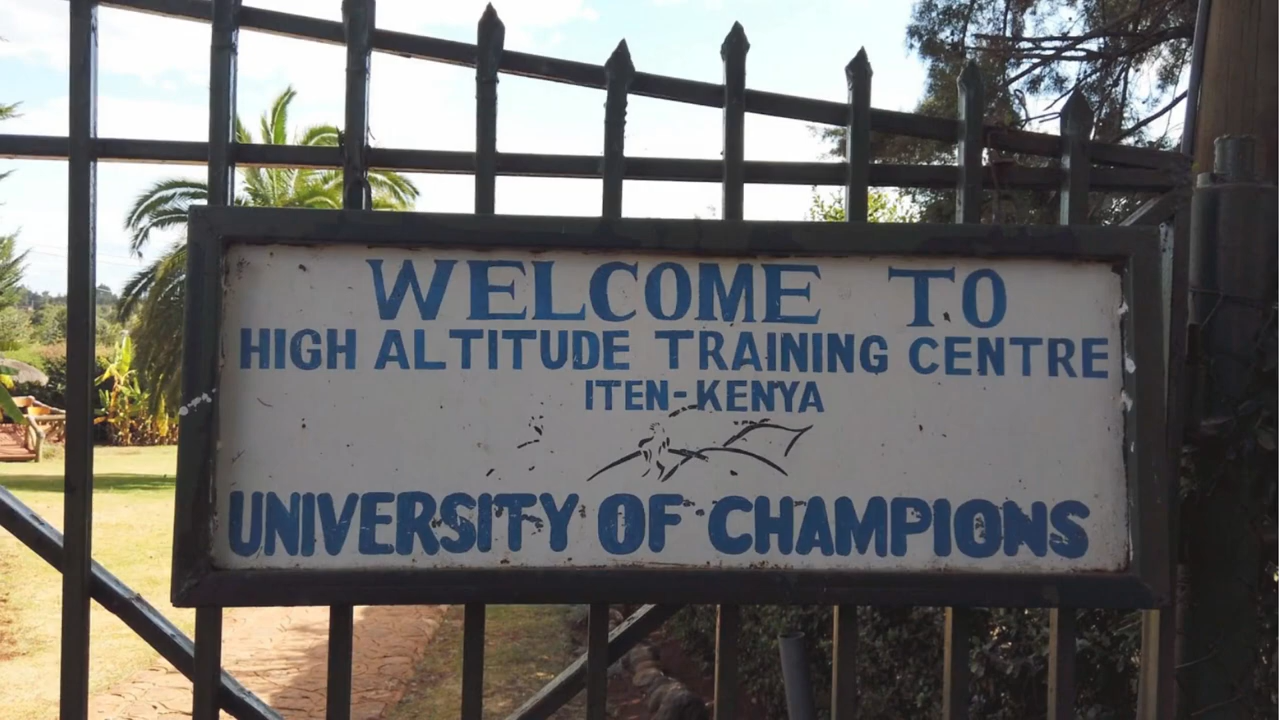 WELCOME TO
HIGH ALTITUDE TRAINING CENTRE
ITEN-KENYA
UNIVERSITY OF CHAMPIONS